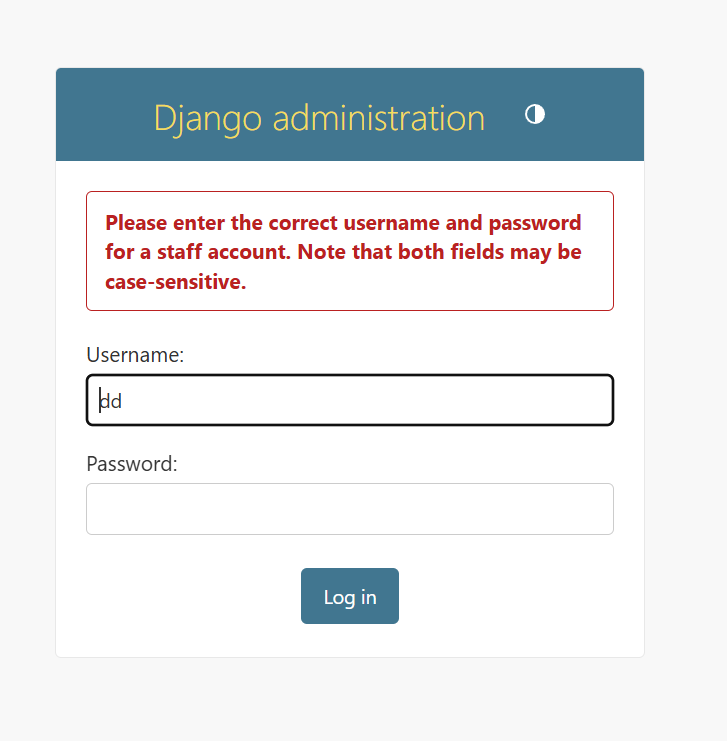 Django administration
Please enter the correct username and password
for a staff account. Note that both fields may be
case-sensitive.
Username:
dd
Password:
Log in